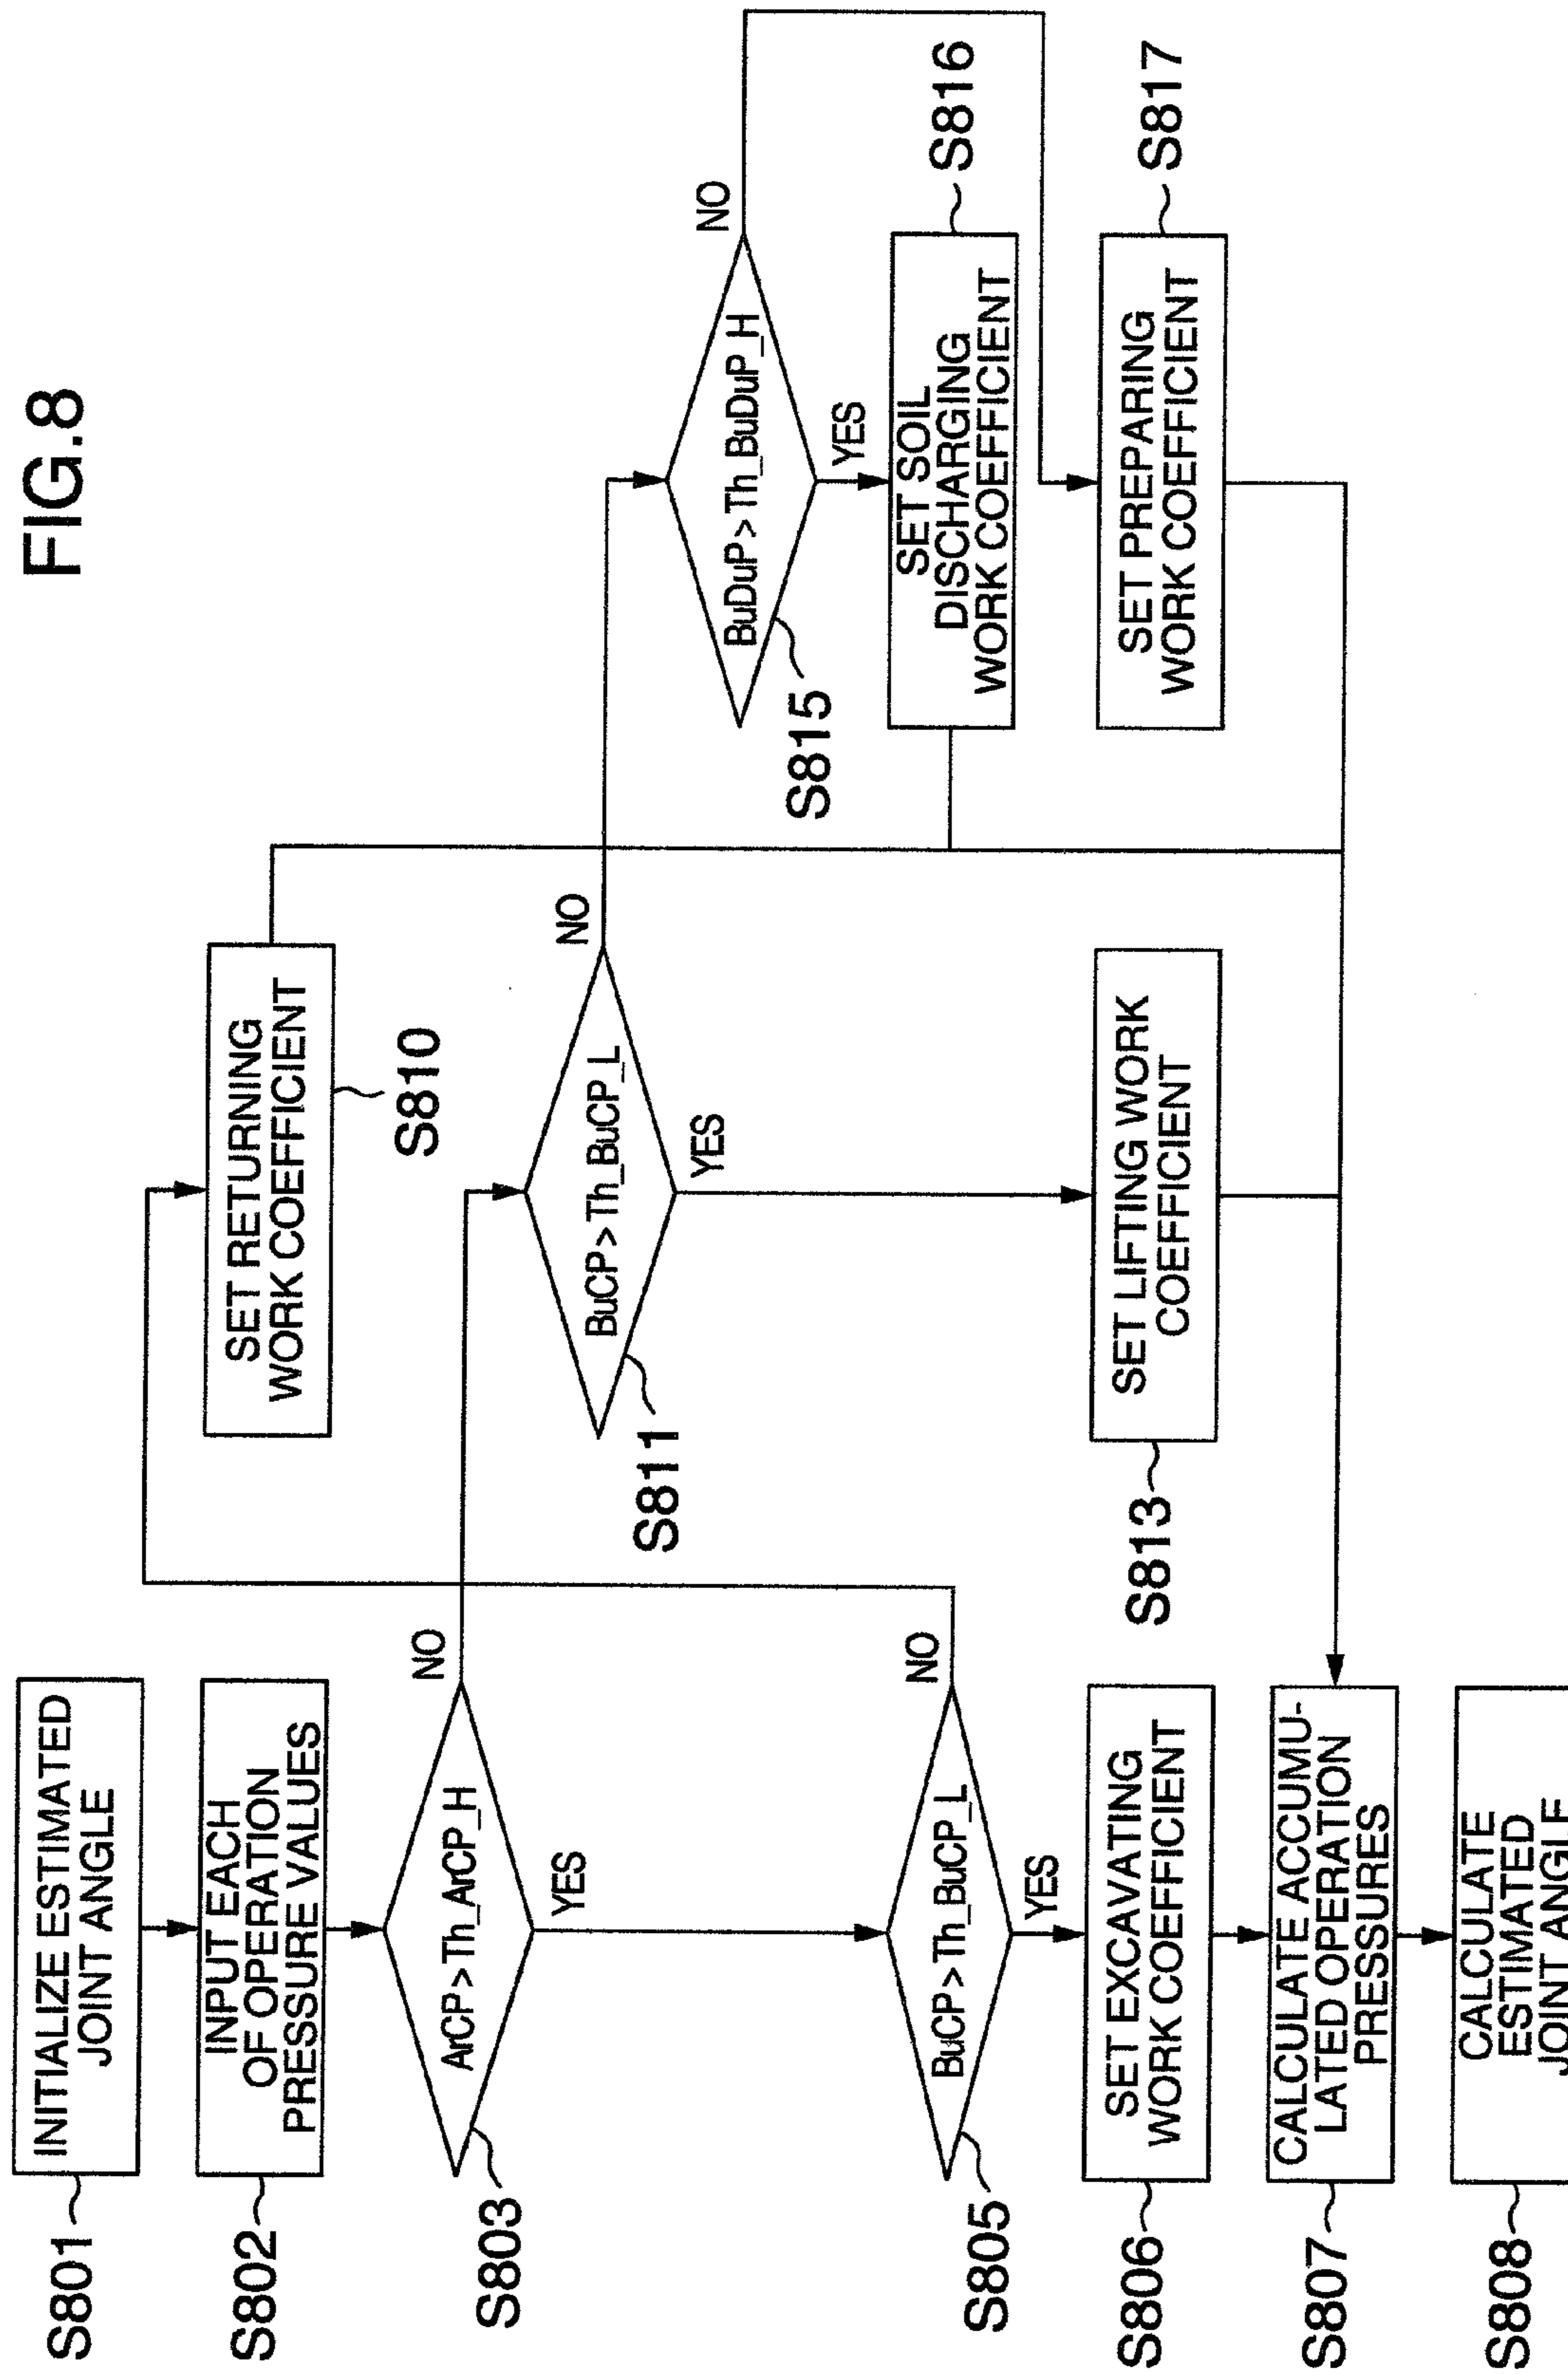 FIG.8
S801
INITIALIZE ESTIMATED
JOINT ANGLE
S802
INPUT EACH
OF OPERATION
PRESSURE VALUES
S803
ArCP > Th_ArCP_H
NO
YES
S805
BuCP > Th_BuCP_L
NO
YES
S806
SET EXCAVATING
WORK COEFFICIENT
S807
CALCULATE ACCUMU-
LATED OPERATION
PRESSURES
S808
CALCULATE
ESTIMATED
JOINT ANGLE
SET RETURNING
WORK COEFFICIENT
S810
BuCP > Th_BuCP_L
S811
NO
YES
SET LIFTING WORK
COEFFICIENT
S813
BuDuP > Th_BuDuP_H
S815
NO
YES
SET SOIL
DISCHARGING
WORK COEFFICIENT
S816
SET PREPARING
WORK COEFFICIENT
S817